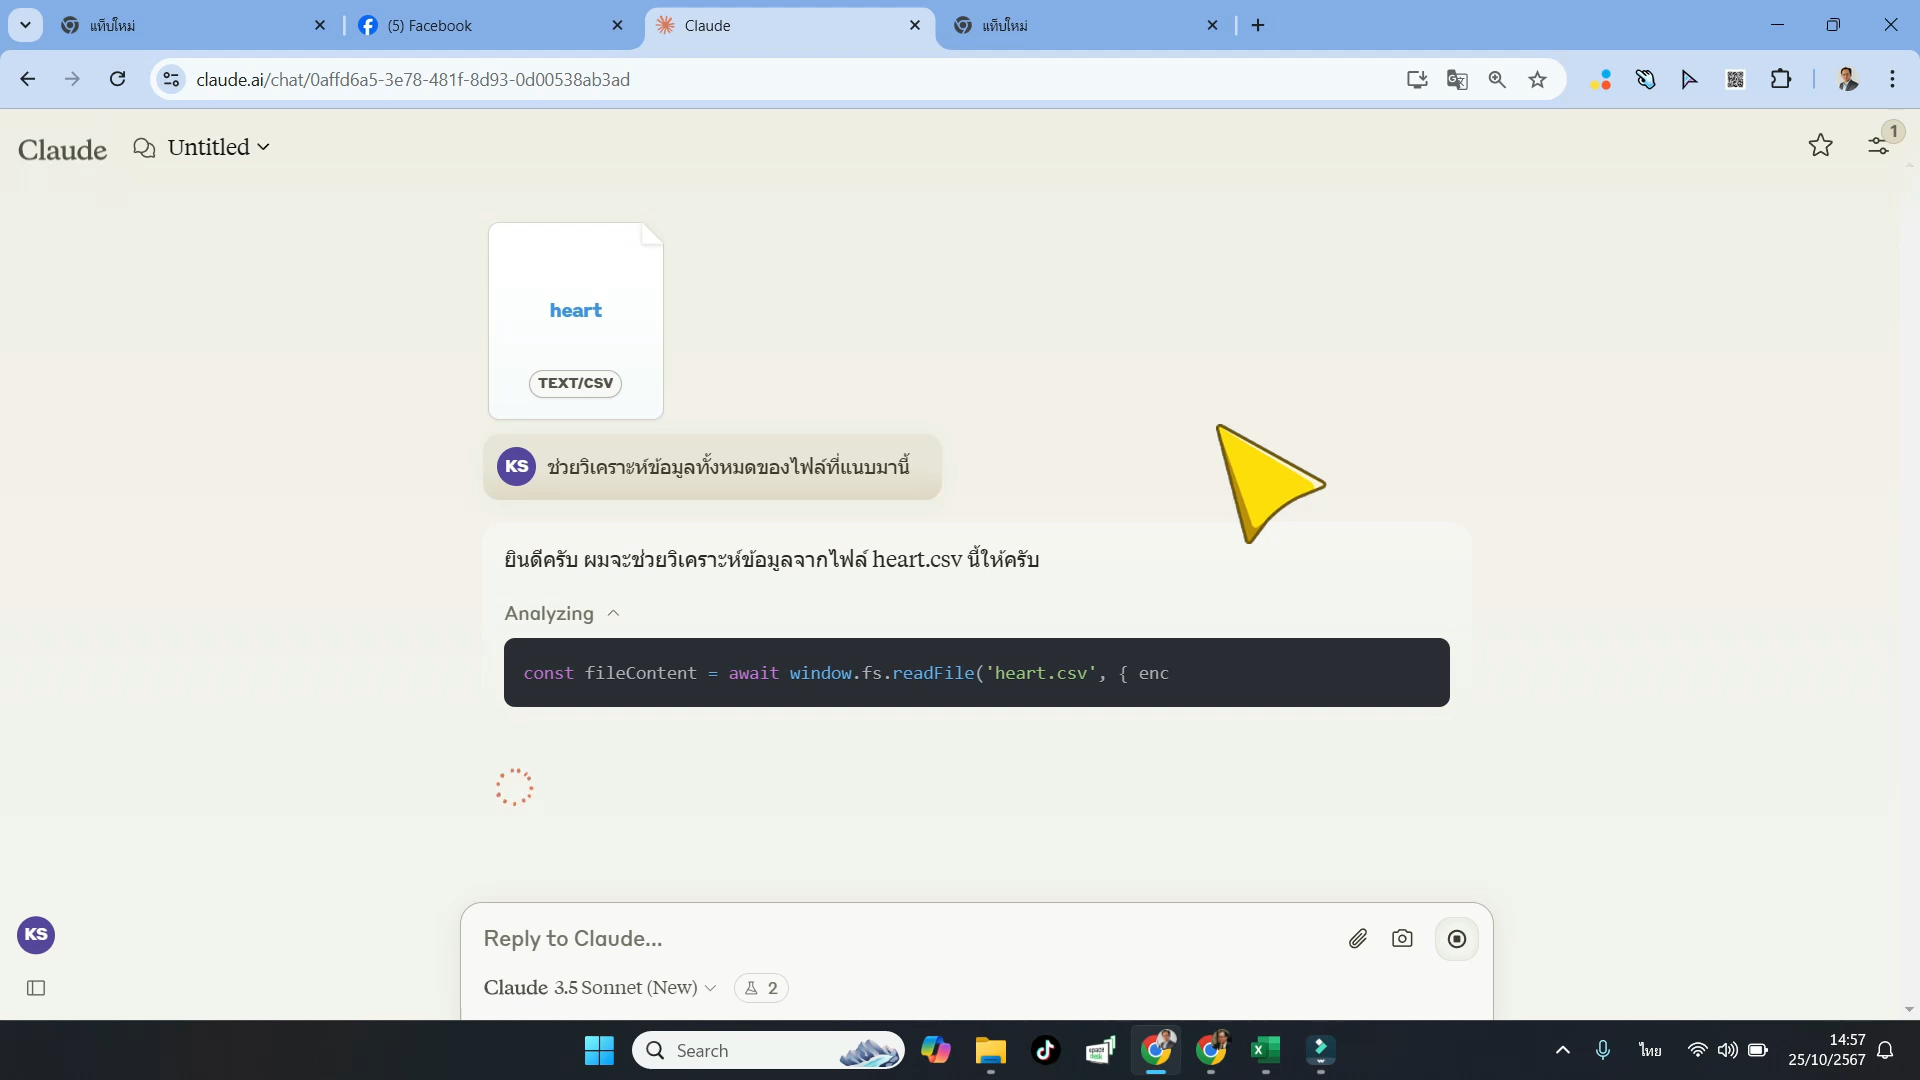 แท็บใหม่
(5) Facebook
Claude
แท็บใหม่
claude.ai/chat/0affd6a5-3e78-481f-8d93-0d00538ab3ad
Claude
Untitled
1
heart
TEXT/CSV
KS
ช่วยวิเคราะห์ข้อมูลทั้งหมดของไฟล์ที่แนบมานี้
ยินดีครับ ผมจะช่วยวิเคราะห์ข้อมูลจากไฟล์ heart.csv นี้ให้ครับ
Analyzing
const fileContent = await window.fs.readFile('heart.csv', { enc
KS
Reply to Claude...
Claude 3.5 Sonnet (New)
2
Search
space
desk
ไทย
14:57
25/10/2567